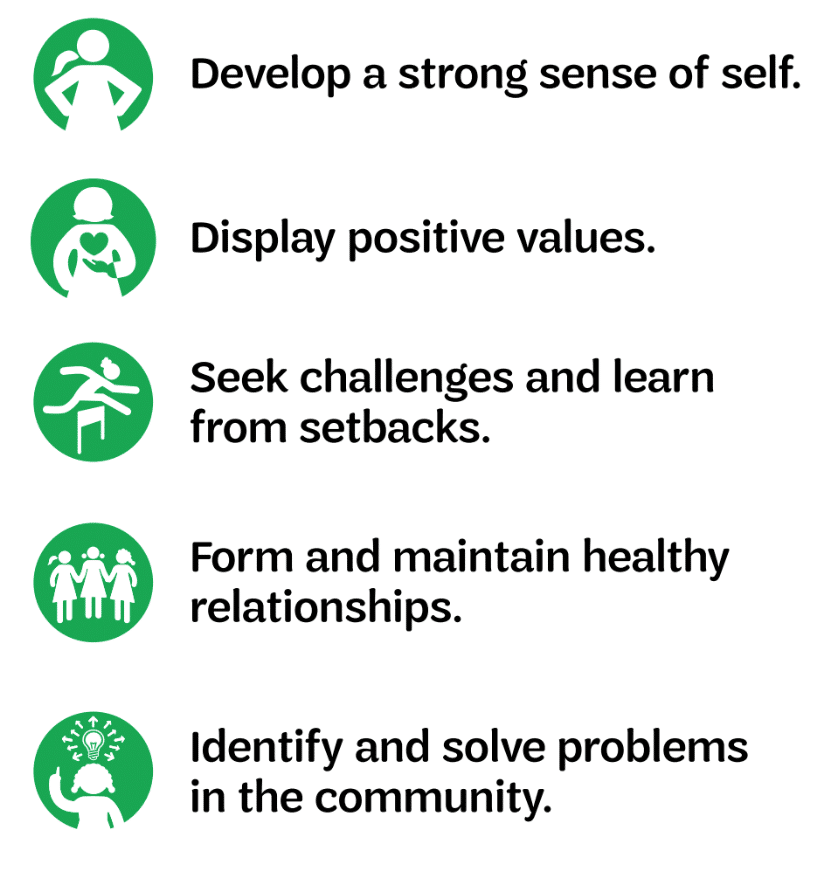 Develop a strong sense of self.
Display positive values.
Seek challenges and learn
from setbacks.
Form and maintain healthy
relationships.
Identify and solve problems
in the community.